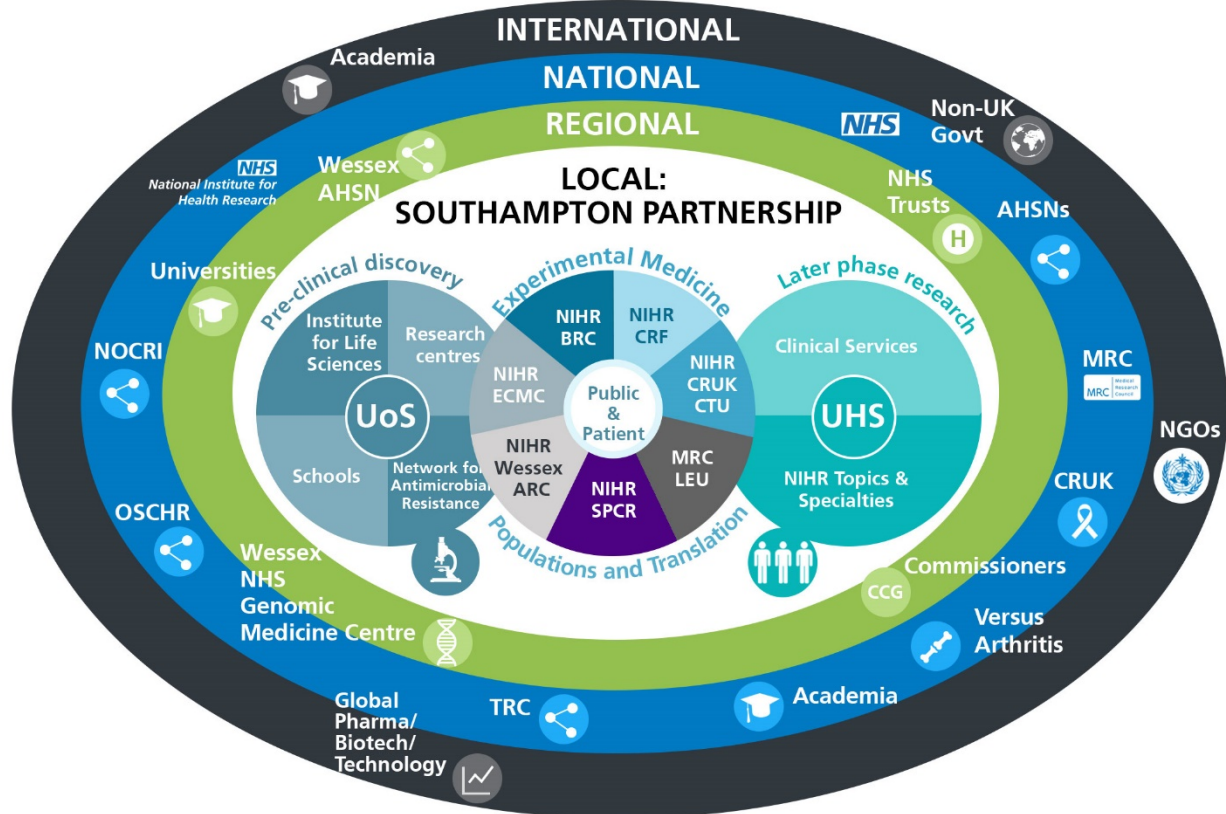 INTERNATIONAL
Academia
NATIONAL
Non-UK
Govt
REGIONAL
NHS
NHS
National Institute for
Health Research
Wessex
AHSN
NHS
Trusts
H
AHSNs
LOCAL:
SOUTHAMPTON PARTNERSHIP
Universities
Pre-clinical discovery
Experimental Medicine
Later phase research
Institute
for Life
Sciences
Research
centres
UoS
Schools
Network for
Antimicrobial
Resistance
NIHR
BRC
NIHR
CRF
NIHR
ECMC
NIHR
CRUK
CTU
Public
&
Patient
NIHR
Wessex
ARC
NIHR
SPCR
MRC
LEU
Populations and Translation
Clinical Services
UHS
NIHR Topics &
Specialties
NOCRI
MRC
MRC
Medical
Research
Council
NGOs
CRUK
OSCHR
Wessex
NHS
Genomic
Medicine Centre
Commissioners
CCG
Versus
Arthritis
Global
Pharma/
Biotech/
Technology
TRC
Academia